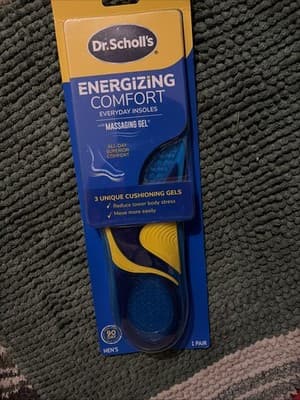 Dr. Scholl's
ENERGIZING
COMFORT
EVERYDAY INSOLES
MASSAGING GEL
ALL-DAY
SUPERIOR
COMFORT
3 UNIQUE CUSHIONING GELS
✓ Reduce lower body stress
✓ Move more easily
90
MEN'S
1 PAIR